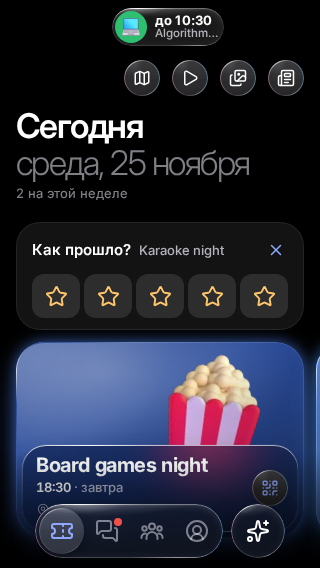 до 10:30
Algorithm...
Сегодня
среда, 25 ноября
2 на этой неделе
Как прошло? Karaoke night
Board games night
18:30 · завтра